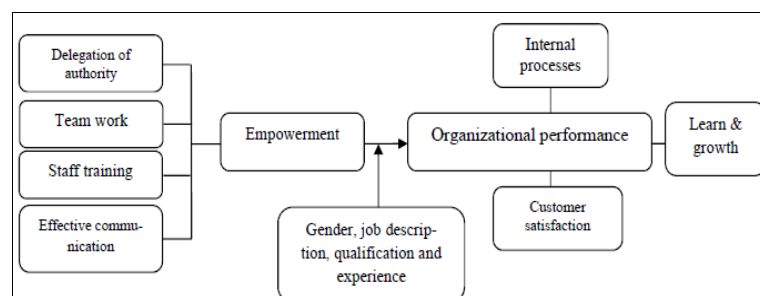 Delegation of
authority
Team work
Staff training
Effective commu-
nication
Empowerment
Gender, job descrip-
tion, qualification and
experience
Internal
processes
Organizational performance
Customer
satisfaction
Learn &
growth